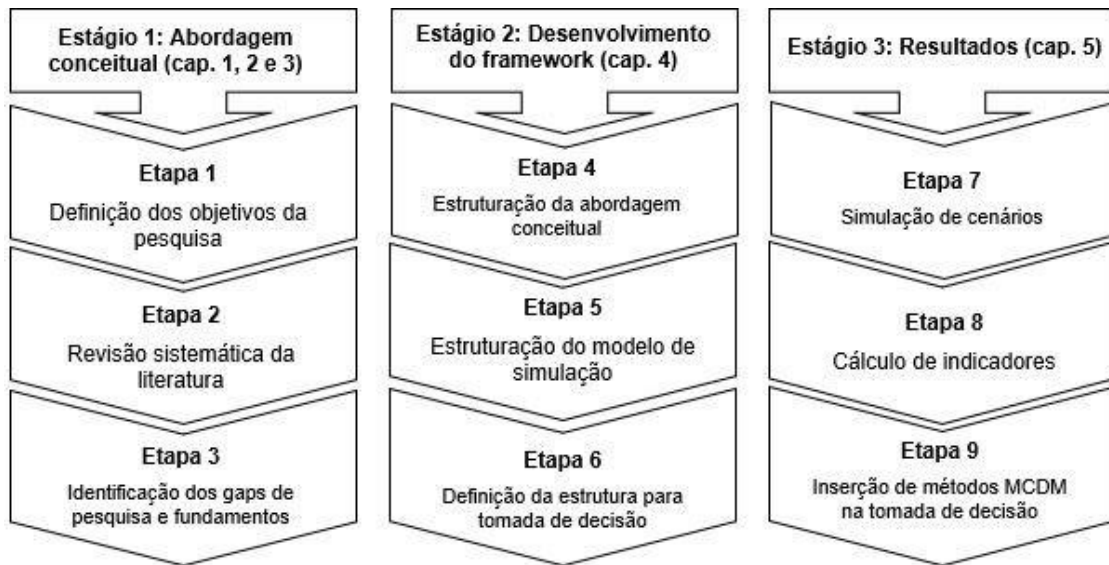 Estágio 1: Abordagem
conceitual (cap. 1, 2 e 3)
Etapa 1
Definição dos objetivos da
pesquisa
Etapa 2
Revisão sistemática da
literatura
Etapa 3
Identificação dos gaps de
pesquisa e fundamentos
Estágio 2: Desenvolvimento
do framework (cap. 4)
Etapa 4
Estruturação da abordagem
conceitual
Etapa 5
Estruturação do modelo de
simulação
Etapa 6
Definição da estrutura para
tomada de decisão
Estágio 3: Resultados (cap. 5)
Etapa 7
Simulação de cenários
Etapa 8
Cálculo de indicadores
Etapa 9
Inserção de métodos MCDM
na tomada de decisão